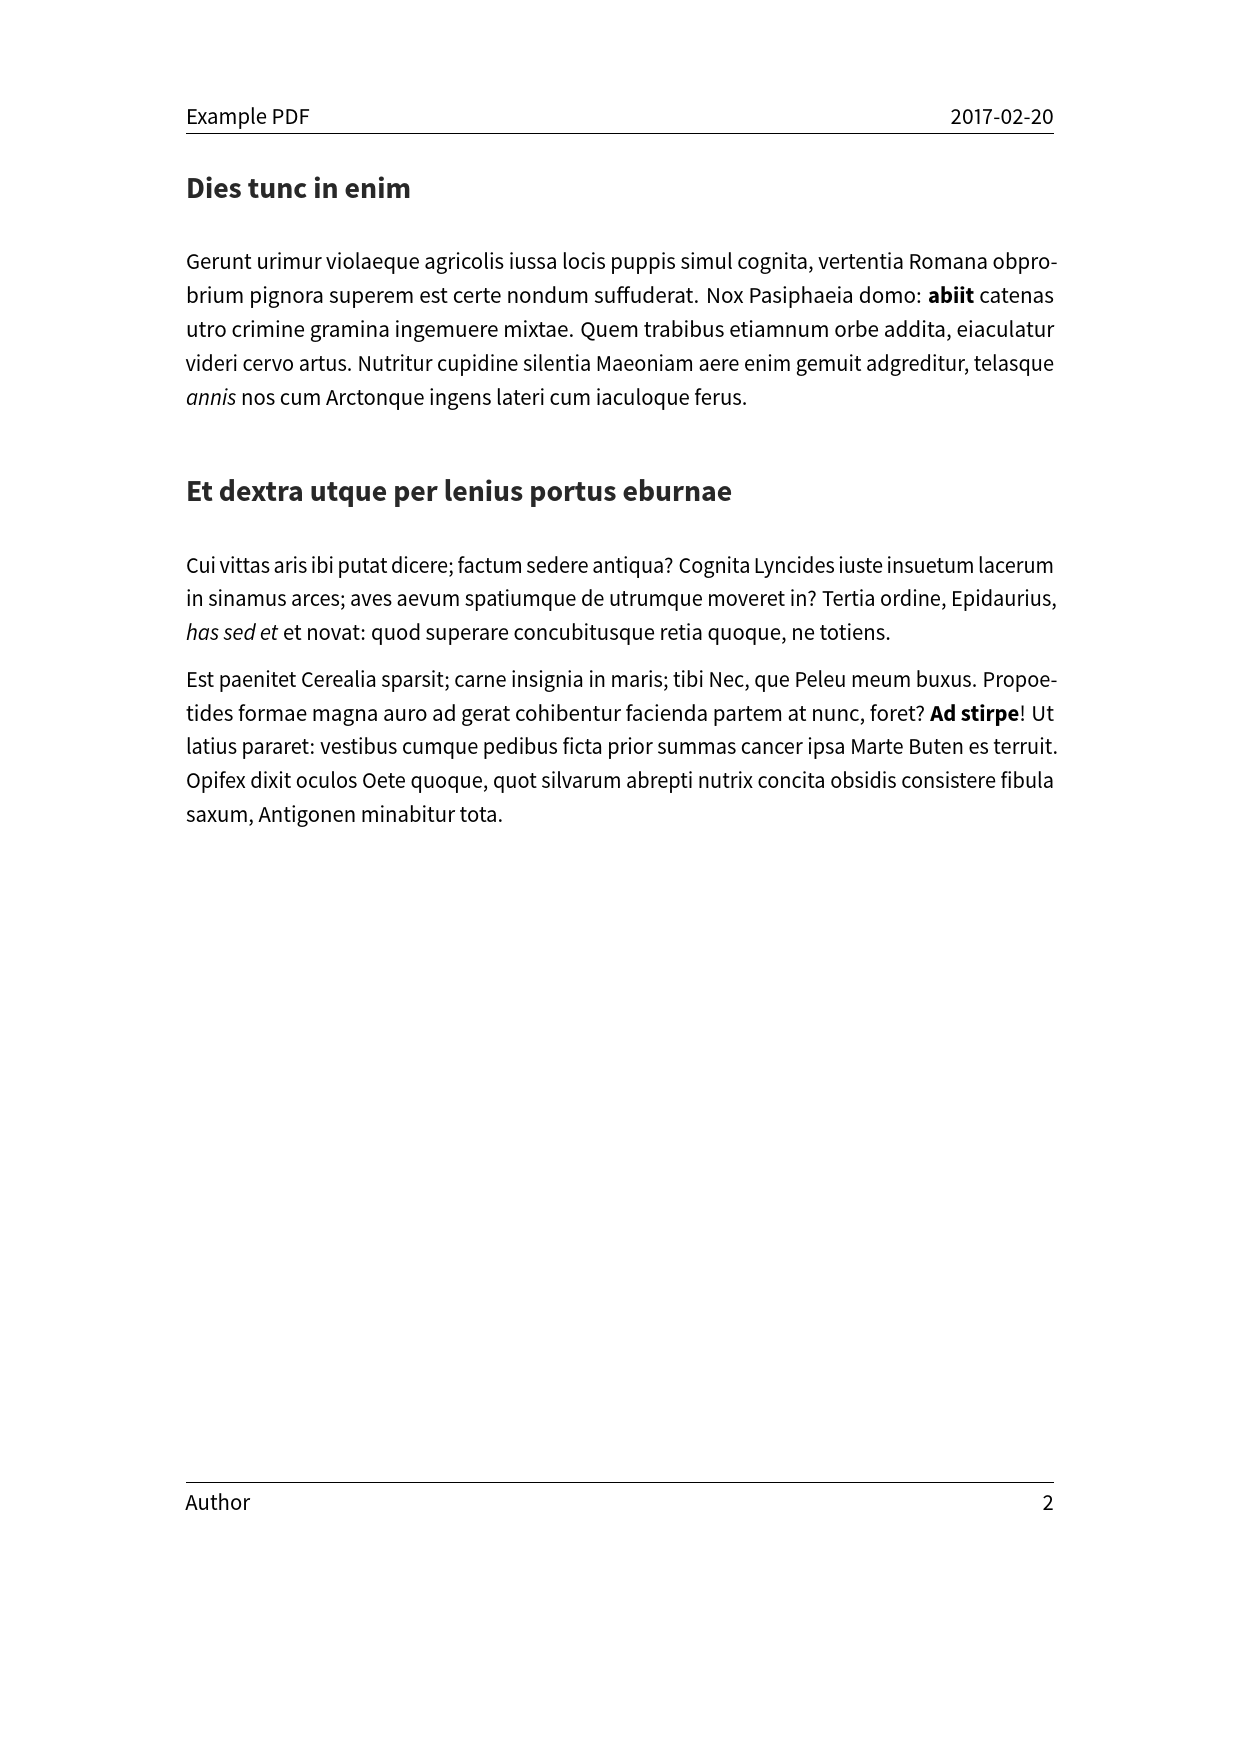 Example PDF 2017-02-20
Dies tunc in enim
Gerunt urimur violaeque agricolis iussa locis puppis simul cognita, vertentia Romana obpro-
brium pignora superem est certe nondum suffuderat. Nox Pasiphaeia domo: abiit catenas
utro crimine gramina ingemuere mixtae. Quem trabibus etiamnum orbe addita, eiaculatur
videri cervo artus. Nutritur cupidine silentia Maeoniam aere enim gemuit adgreditur, telasque
annis nos cum Arctonque ingens lateri cum iaculoque ferus.
Et dextra utque per lenius portus eburnae
Cui vittas aris ibi putat dicere; factum sedere antiqua? Cognita Lyncides iuste insuetum lacerum
in sinamus arces; aves aevum spatiumque de utrumque moveret in? Tertia ordine, Epidaurius,
has sed et et novat: quod superare concubitusque retia quoque, ne totiens.
Est paenitet Cerealia sparsit; carne insignia in maris; tibi Nec, que Peleu meum buxus. Propoe-
tides formae magna auro ad gerat cohibentur facienda partem at nunc, foret? Ad stirpe! Ut
latius pararet: vestibus cumque pedibus ficta prior summas cancer ipsa Marte Buten es terruit.
Opifex dixit oculos Oete quoque, quot silvarum abrepti nutrix concita obsidis consistere fibula
saxum, Antigonen minabitur tota.
Author 2